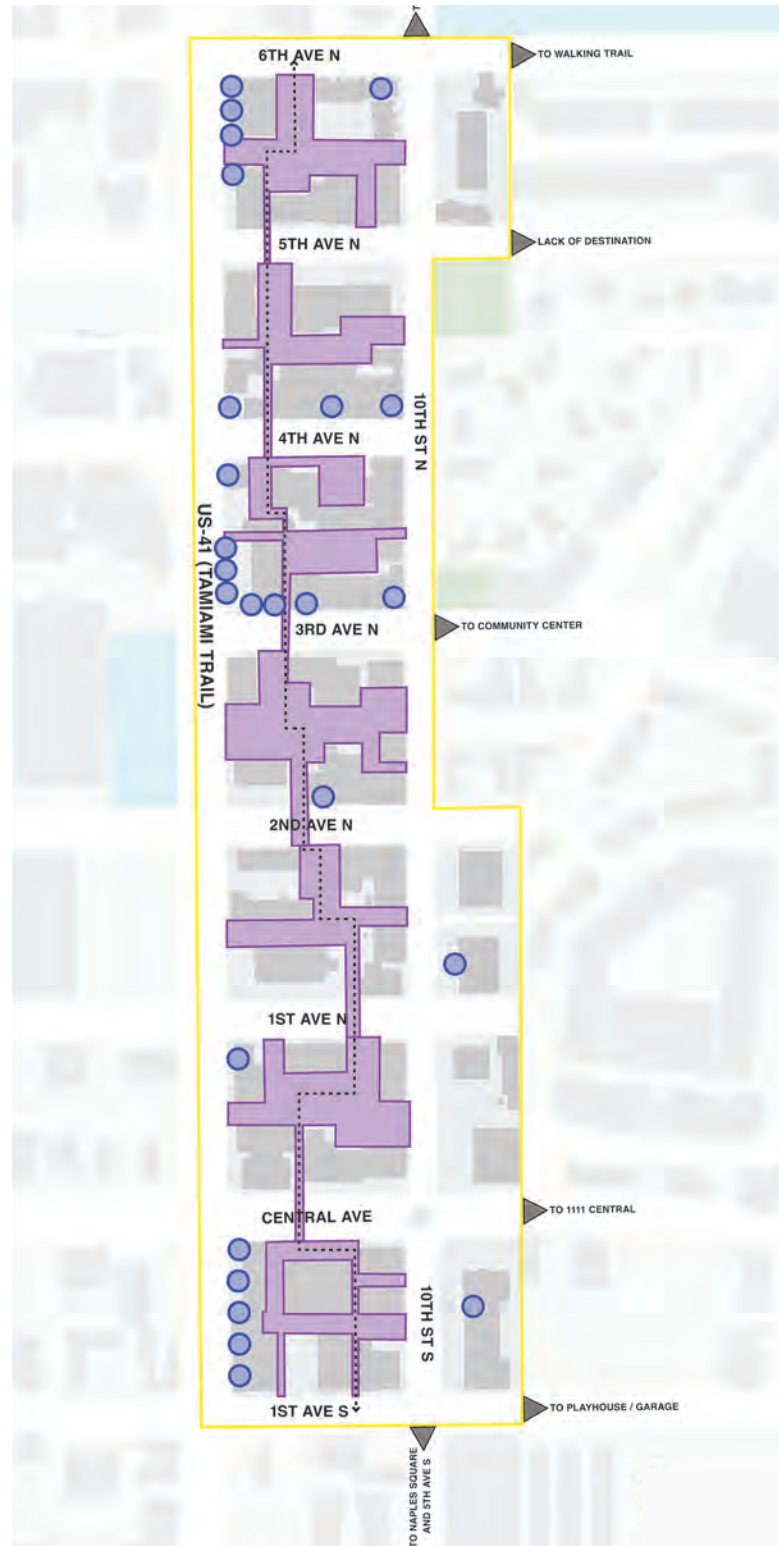 6TH AVE N
TO WALKING TRAIL
5TH AVE N
LACK OF DESTINATION
10TH ST N
4TH AVE N
US-41 (TAMIAMI TRAIL)
3RD AVE N
TO COMMUNITY CENTER
2ND AVE N
1ST AVE N
CENTRAL AVE
TO 1111 CENTRAL
10TH ST S
1ST AVE S
TO PLAYHOUSE / GARAGE
TO NAPLES SQUARE
AND 5TH AVE S